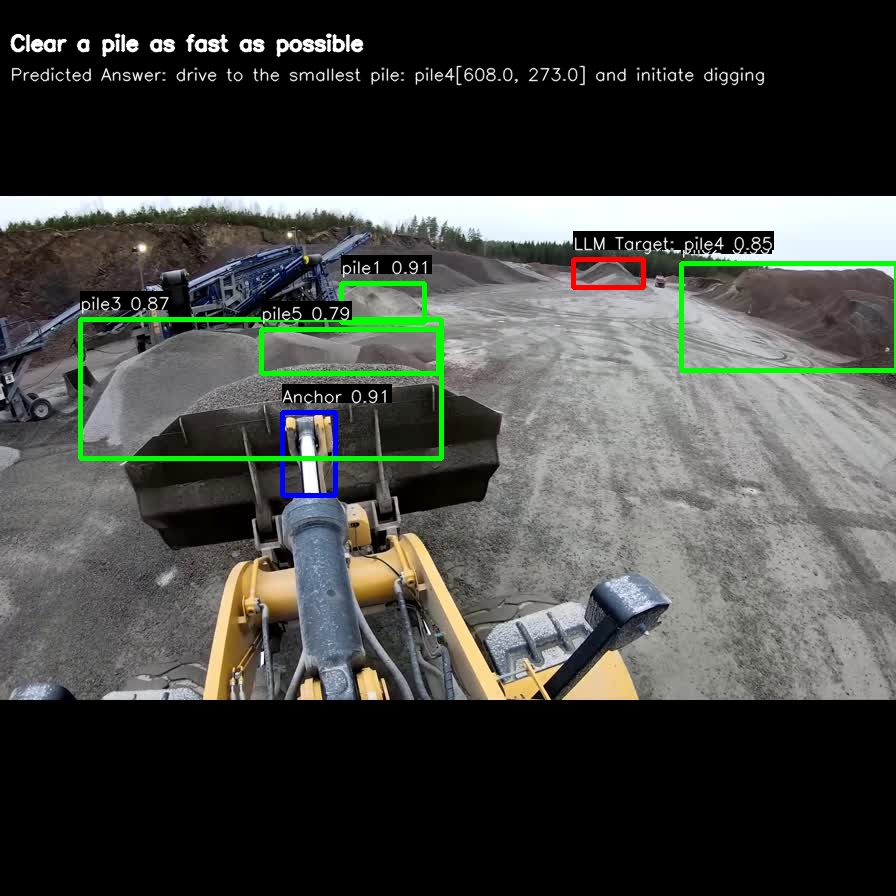 Clear a pile as fast as possible
Predicted Answer: drive to the smallest pile: pile4[608.0, 273.0] and initiate digging
LLM Target: pile4 0.85
pile1 0.91
pile3 0.87
pile5 0.79
Anchor 0.91